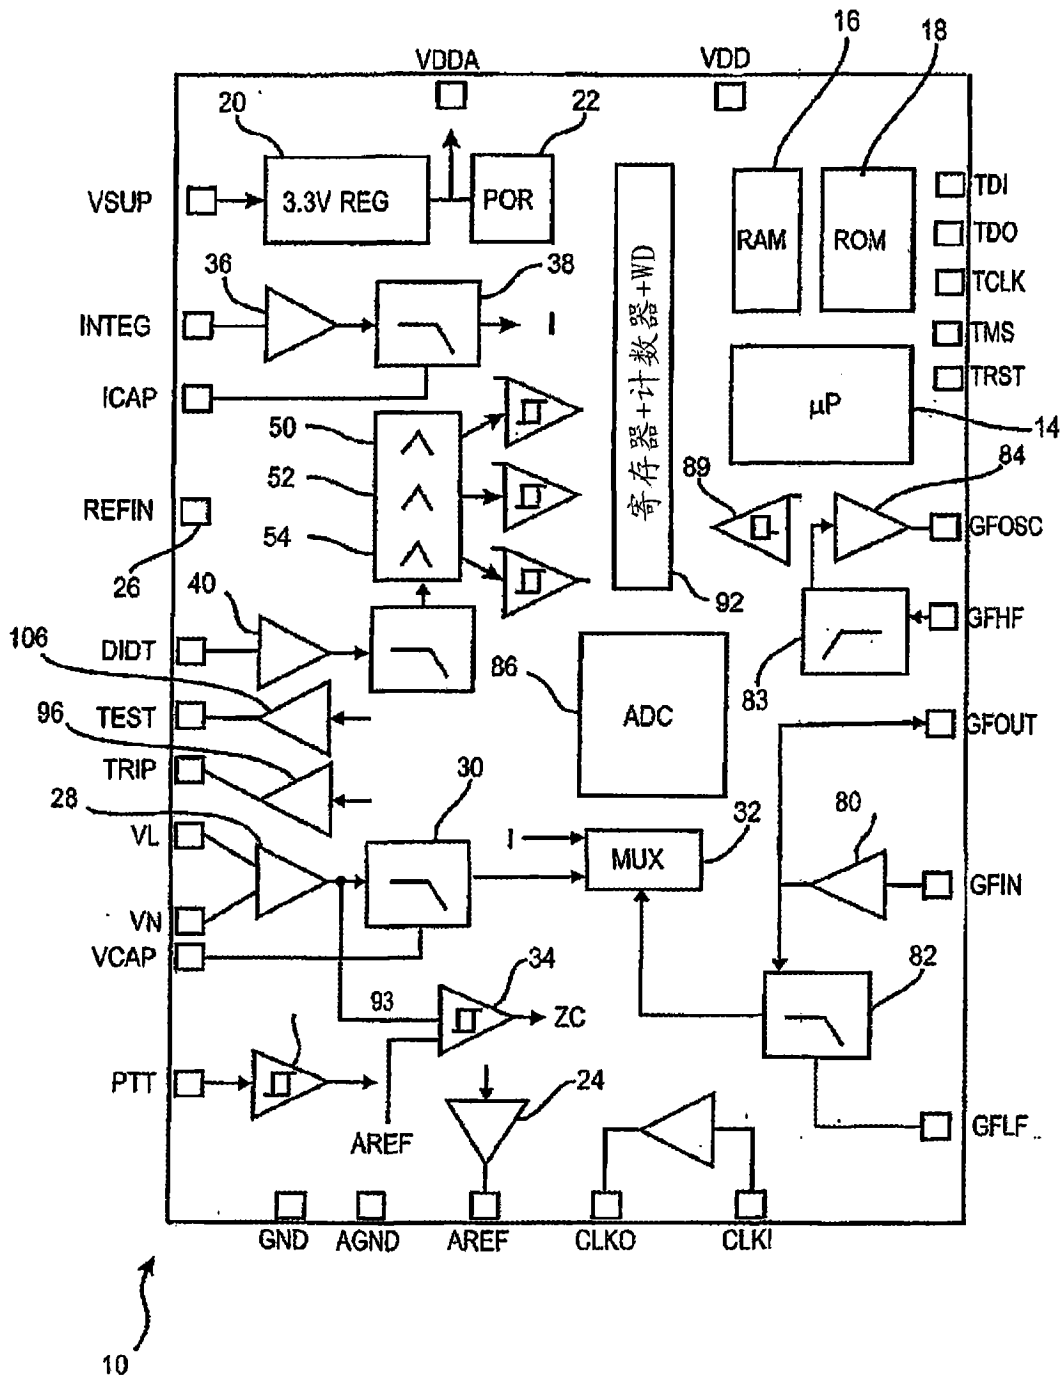 16
18
VDDA
VDD
20
22
VSUP
3.3V REG
POR
RAM
ROM
TDI
TDO
TCLK
TMS
TRST
36
38
INTEG
I
ICAP
寄存器+计数器+WD
μP
14
50
52
54
89
84
REFIN
26
GFOSC
92
40
106
DIDT
GFHF
83
86
ADC
TEST
GFOUT
96
TRIP
28
30
VL
I
MUX
32
80
VN
GFIN
VCAP
34
82
93
ZC
PTT
AREF
24
GFLF
GND
AGND
AREF
CLKO
CLKI
10